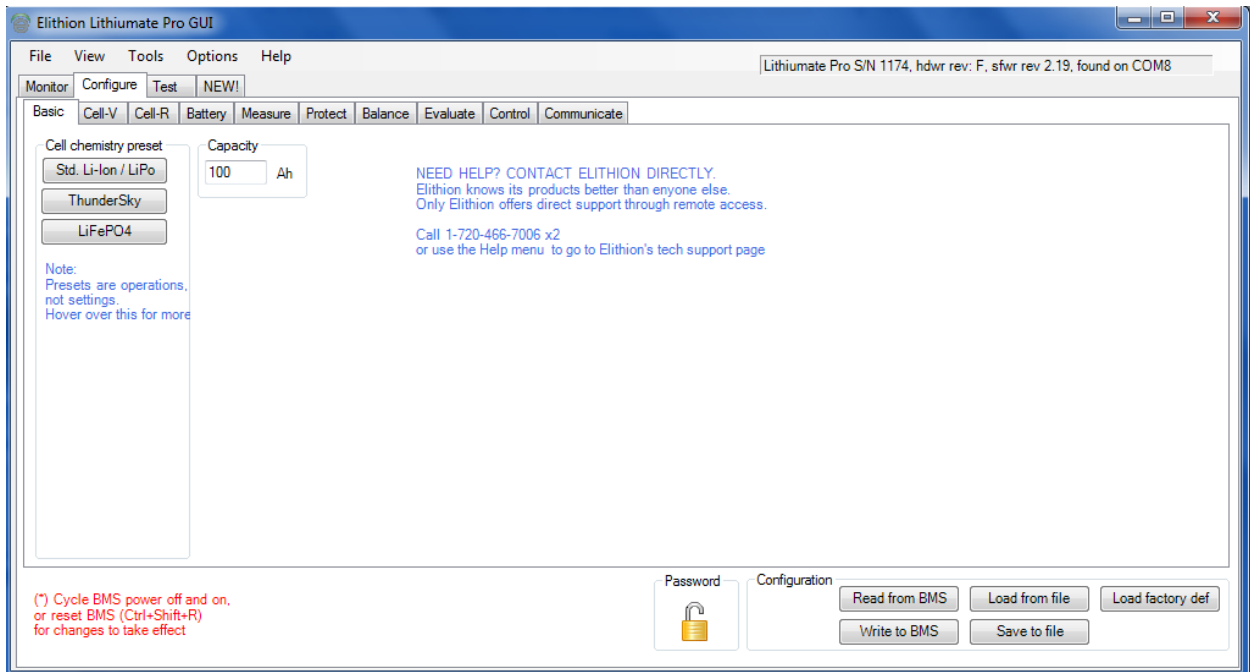 Elithion Lithiumate Pro GUI
File View Tools Options Help
Lithiumate Pro S/N 1174, hdwr rev: F, sfwr rev 2.19, found on COM8
Monitor Configure Test NEW!
Basic Cell-V Cell-R Battery Measure Protect Balance Evaluate Control Communicate
Cell chemistry preset
Std. Li-Ion / LiPo
ThunderSky
LiFePO4
Note:
Presets are operations,
not settings.
Hover over this for more
Capacity
100 Ah
NEED HELP? CONTACT ELITHION DIRECTLY.
Elithion knows its products better than enyone else.
Only Elithion offers direct support through remote access.
Call 1-720-466-7006 x2
or use the Help menu to go to Elithion's tech support page
(*) Cycle BMS power off and on,
or reset BMS (Ctrl+Shift+R)
for changes to take effect
Password
Configuration
Read from BMS Load from file Load factory def
Write to BMS Save to file